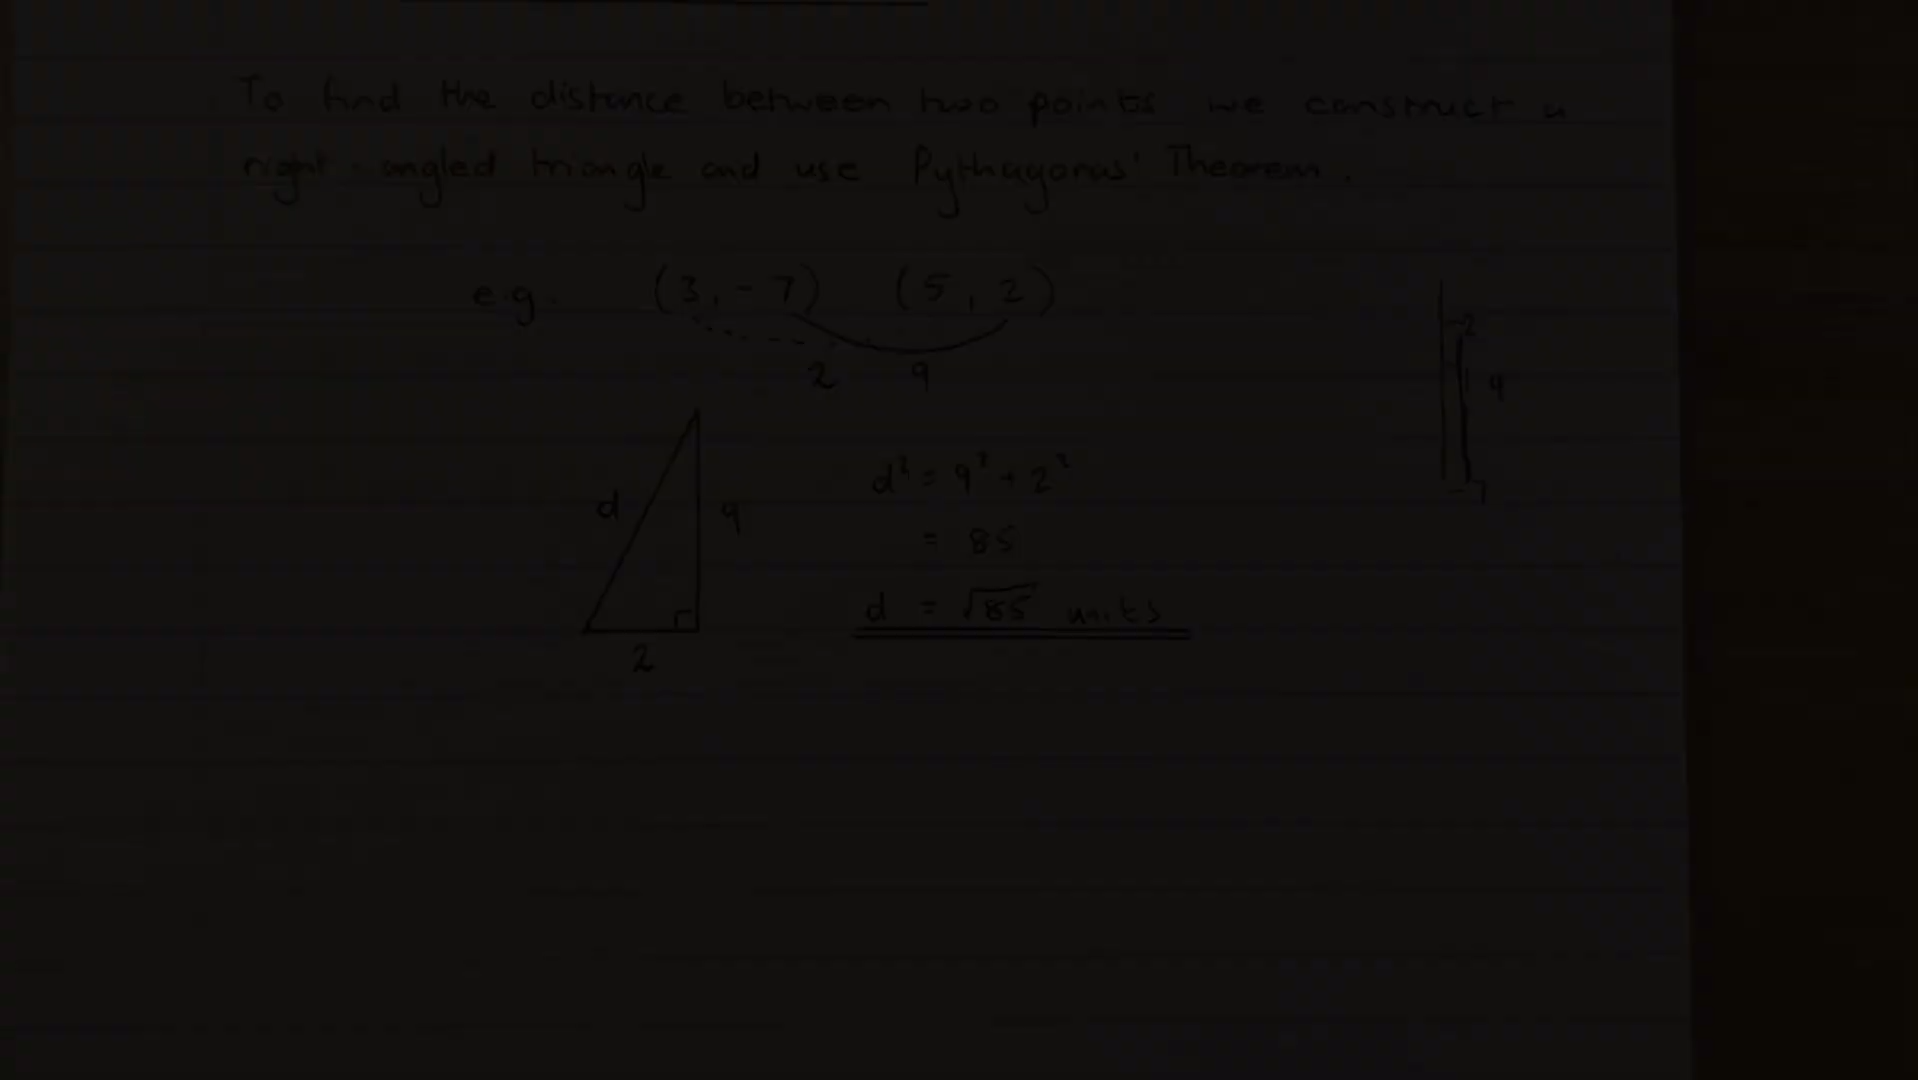 To find the distance between two points we construct a
right-angled triangle and use Pythagoras' Theorem.
e.g. (3, -7) (5, 2)
2 9
2
9
-7
d 9
2
d² = 9² + 2²
= 85
d = √85 units